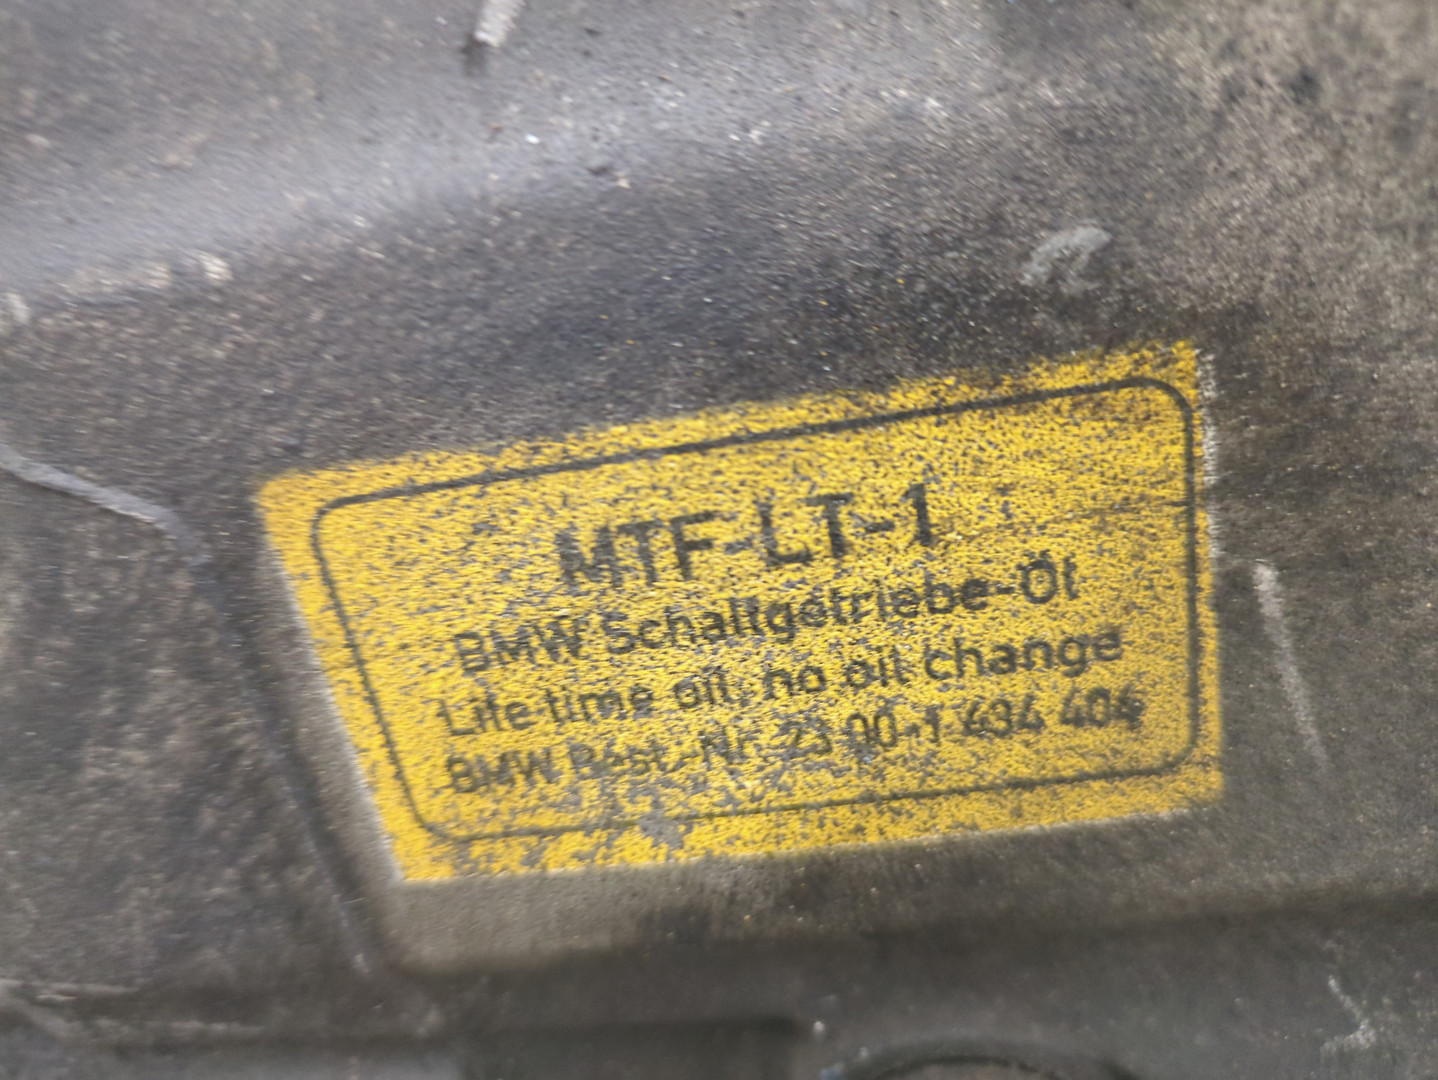 MTF-LT-1
BMW Schaltgetriebe-Öl
Life time oil, no oil change
BMW Best.-Nr. 23 00-1 434 404